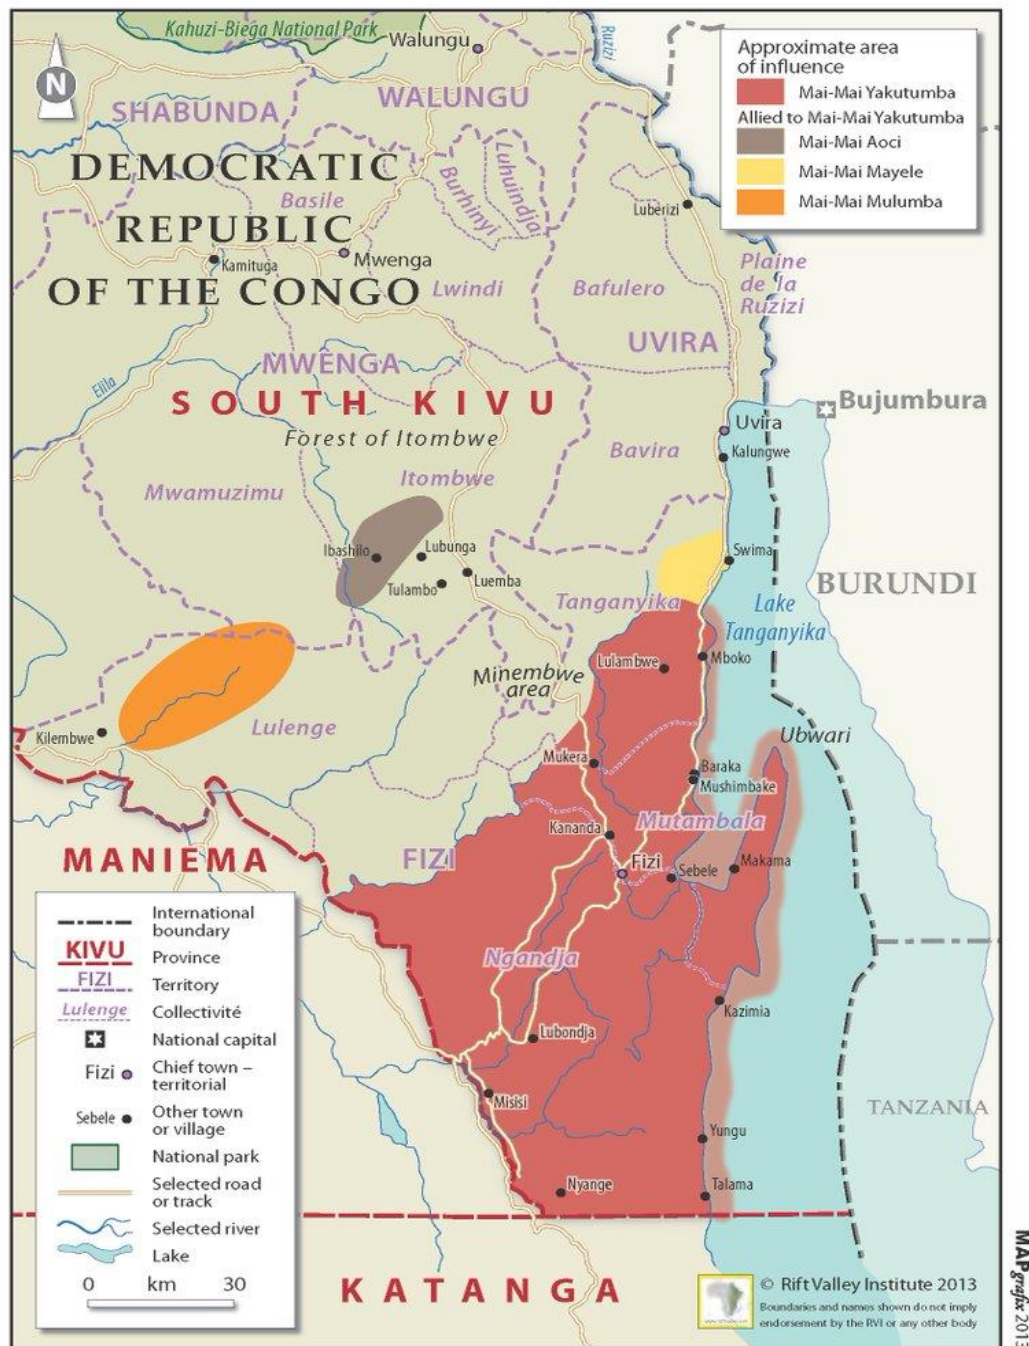 Kahuzi-Biega National Park
Walungu
Ruzizi
Approximate area
of influence
Mai-Mai Yakutumba
Allied to Mai-Mai Yakutumba
Mai-Mai Aoci
Mai-Mai Mayele
Mai-Mai Mulumba
N
SHABUNDA
WALUNGU
DEMOCRATIC
REPUBLIC
OF THE CONGO
Basile
Burhinyi
Luhuindja
Luberizi
Kamituga
Mwenga
Lwindi
Bafulero
Plaine
de la
Ruzizi
UVIRA
MWENGA
Elila
SOUTH KIVU
Bujumbura
Forest of Itombwe
Uvira
Kalungwe
Bavira
Itombwe
Mwamuzimu
Ibashilo
Lubunga
Tulambo
Luemba
Swima
BURUNDI
Tanganyika
Lake
Tanganyika
Minembwe
area
Lulambwe
Mboko
Lulenge
Kilembwe
Ubwari
Mukera
Baraka
Mushimbake
Mutambala
Kananda
MANIEMA
FIZI
Fizi
Sebele
Makama
Ngandja
Kazimia
Lubondja
Misisi
TANZANIA
Yungu
Nyange
Talama
KATANGA
International
boundary
KIVU
Province
FIZI
Territory
Lulenge
Collectivité
National capital
Fizi
Chief town –
territorial
Sebele
Other town
or village
National park
Selected road
or track
Selected river
Lake
0 km 30
© Rift Valley Institute 2013
Boundaries and names shown do not imply
endorsement by the RVI or any other body
MAPgrafix 2013